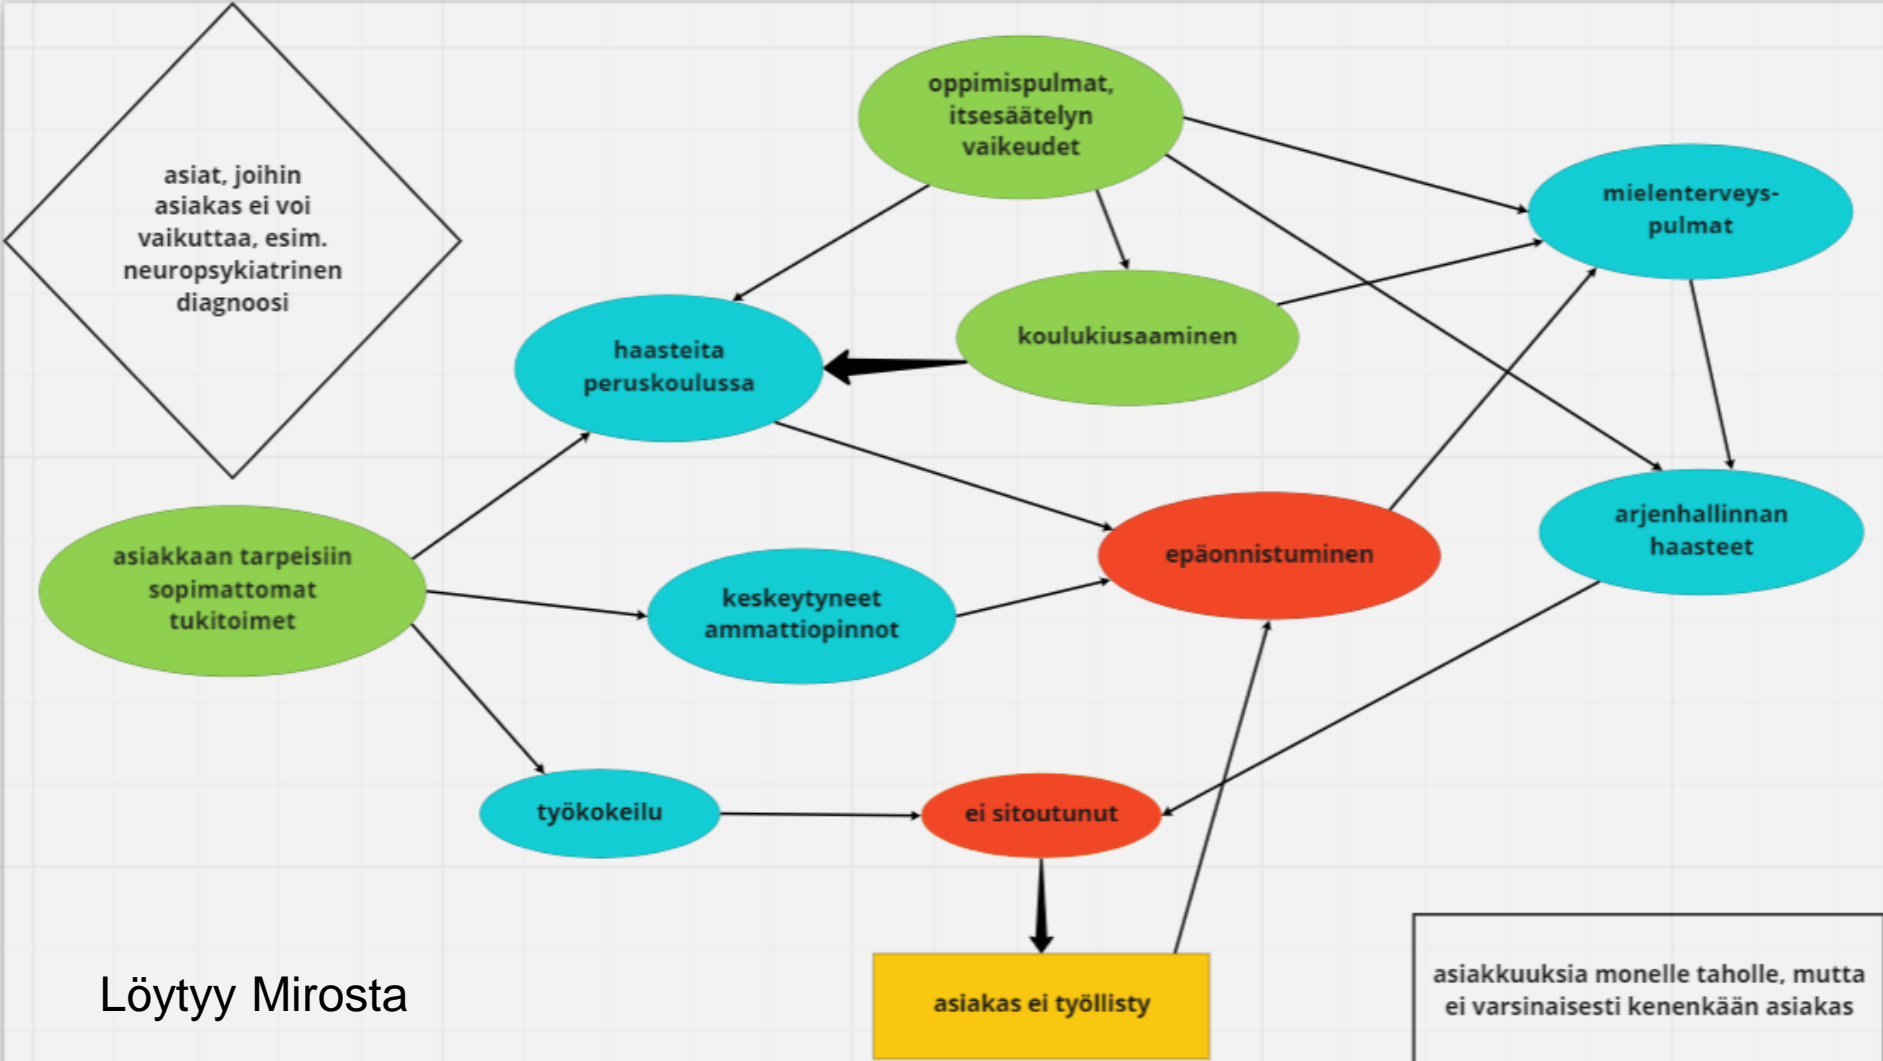 oppimispulmat,
itsesäätelyn
vaikeudet
asiat, joihin
asiakas ei voi
vaikuttaa, esim.
neuropsykiatrinen
diagnoosi
mielenterveys-
pulmat
haasteita
peruskoulussa
koulukiusaaminen
asiakkaan tarpeisiin
sopimattomat
tukitoimet
keskeytyneet
ammattiopinnot
epäonnistuminen
arjenhallinnan
haasteet
työkokeilu
ei sitoutunut
Löytyy Mirosta
asiakas ei työllisty
asiakkuuksia monelle taholle, mutta
ei varsinaisesti kenenkään asiakas